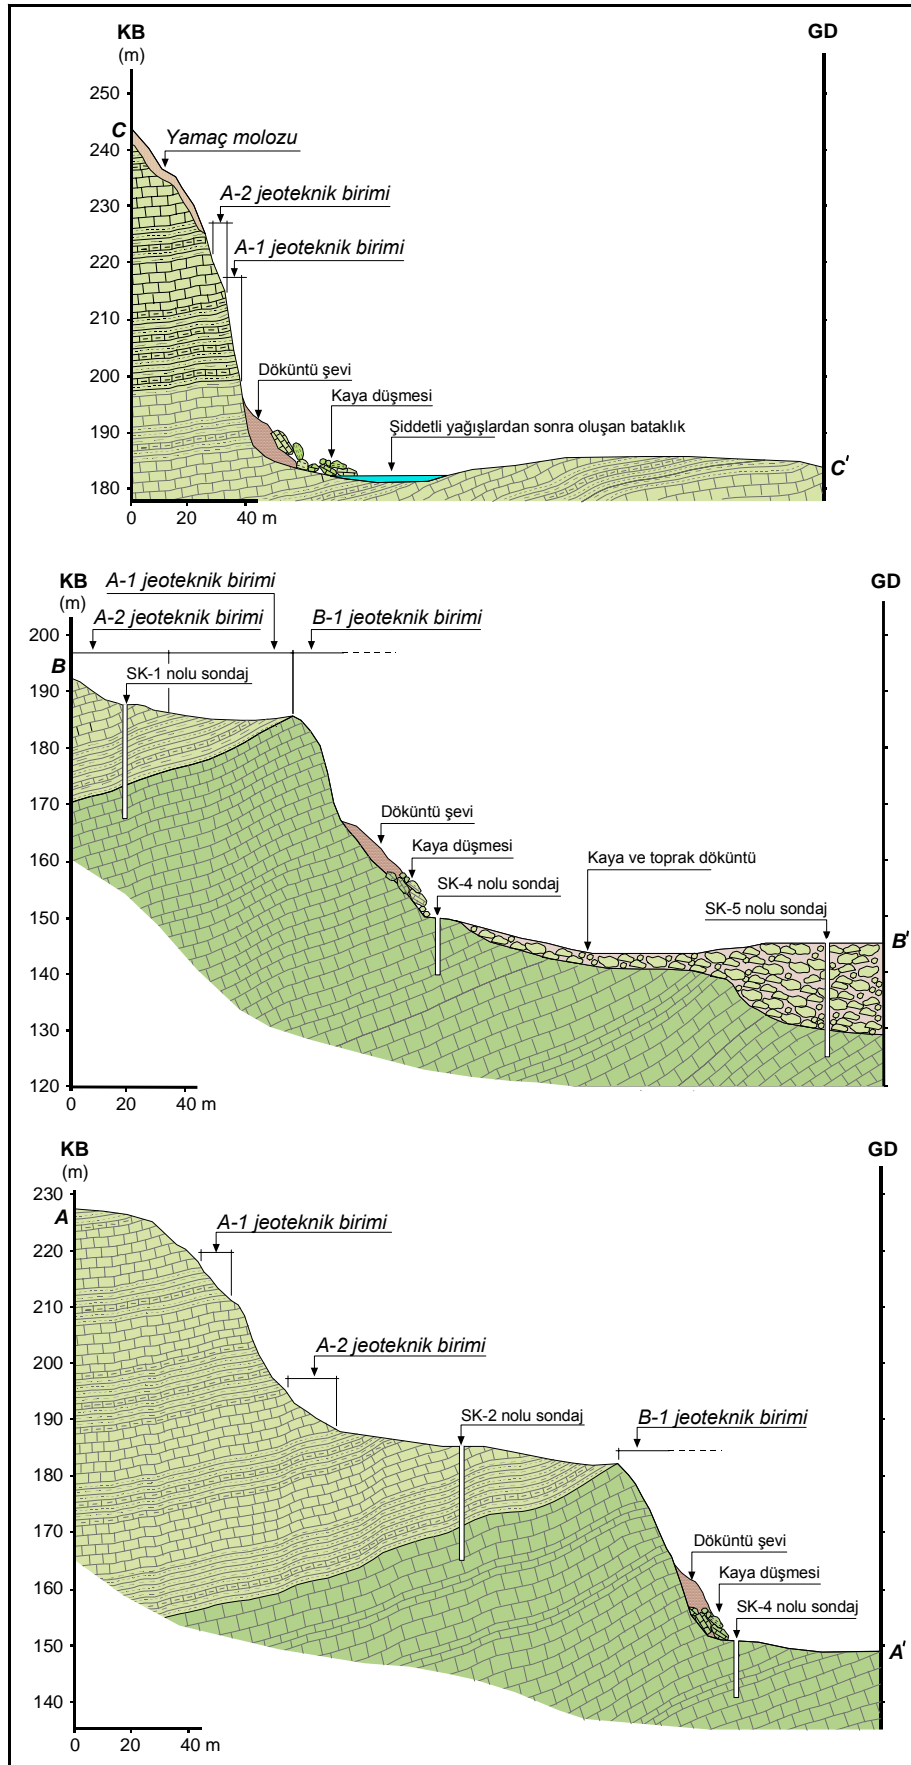 KB
GD
(m)
250
C
Yamaç molozu
240
A-2 jeoteknik birimi
230
A-1 jeoteknik birimi
220
210
200
Döküntü şevi
Kaya düşmesi
190
Şiddetli yağışlardan sonra oluşan bataklık
C'
180
0 20 40 m
A-1 jeoteknik birimi
KB
GD
(m)
A-2 jeoteknik birimi
B-1 jeoteknik birimi
200
B
SK-1 nolu sondaj
190
180
170
Döküntü şevi
Kaya düşmesi
160
Kaya ve toprak döküntü
SK-4 nolu sondaj
150
SK-5 nolu sondaj
B'
140
130
120
0 20 40 m
KB
GD
(m)
230
A
A-1 jeoteknik birimi
220
210
200
A-2 jeoteknik birimi
190
SK-2 nolu sondaj
B-1 jeoteknik birimi
180
170
Döküntü şevi
160
Kaya düşmesi
SK-4 nolu sondaj
150
A'
140
0 20 40 m